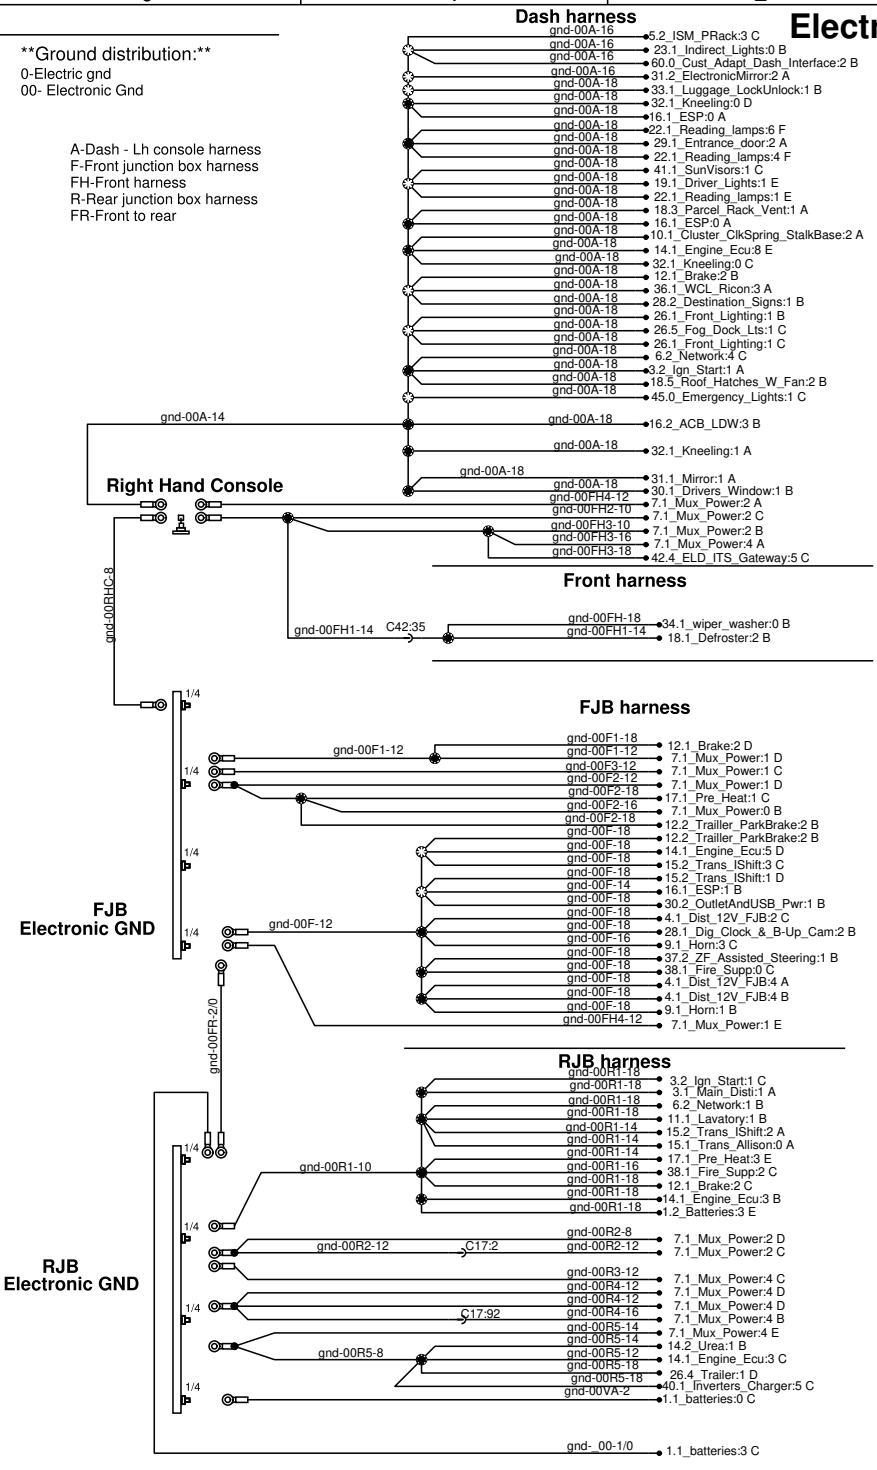 Dash harness
Electr
**Ground distribution:**
0-Electric gnd
00- Electronic Gnd
A-Dash - Lh console harness
F-Front junction box harness
FH-Front harness
R-Rear junction box harness
FR-Front to rear
gnd-00A-16 5.2_ISM_PRack:3 C
gnd-00A-16 23.1_Indirect_Lights:0 B
gnd-00A-16 60.0_Cust_Adapt_Dash_Interface:2 B
gnd-00A-16 31.2_ElectronicMirror:2 A
gnd-00A-18 33.1_Luggage_LockUnlock:1 B
gnd-00A-18 32.1_Kneeling:0 D
gnd-00A-18 16.1_ESP:0 A
gnd-00A-18 22.1_Reading_lamps:6 F
gnd-00A-18 29.1_Entrance_door:2 A
gnd-00A-18 22.1_Reading_lamps:4 F
gnd-00A-18 41.1_SunVisors:1 C
gnd-00A-18 19.1_Driver_Lights:1 E
gnd-00A-18 22.1_Reading_lamps:1 E
gnd-00A-18 18.3_Parcel_Rack_Vent:1 A
gnd-00A-18 16.1_ESP:0 A
gnd-00A-18 10.1_Cluster_ClkSpring_StalkBase:2 A
gnd-00A-18 14.1_Engine_Ecu:8 E
gnd-00A-18 32.1_Kneeling:0 C
gnd-00A-18 12.1_Brake:2 B
gnd-00A-18 36.1_WCL_Ricon:3 A
gnd-00A-18 28.2_Destination_Signs:1 B
gnd-00A-18 26.1_Front_Lighting:1 B
gnd-00A-18 26.5_Fog_Dock_Lts:1 C
gnd-00A-18 26.1_Front_Lighting:1 C
gnd-00A-18 6.2_Network:4 C
gnd-00A-18 3.2_Ign_Start:1 A
gnd-00A-18 18.5_Roof_Hatches_W_Fan:2 B
gnd-00A-18 45.0_Emergency_Lights:1 C
gnd-00A-14 gnd-00A-18 16.2_ACB_LDW:3 B
gnd-00A-18 32.1_Kneeling:1 A
gnd-00A-18 31.1_Mirror:1 A
Right Hand Console
gnd-00A-18 30.1_Drivers_Window:1 B
gnd-00FH4-12 7.1_Mux_Power:2 A
gnd-00FH2-10 7.1_Mux_Power:2 C
gnd-00FH3-10 7.1_Mux_Power:2 B
gnd-00FH3-16 7.1_Mux_Power:4 A
gnd-00FH3-18 42.4_ELD_ITS_Gateway:5 C
gnd-00RHC-8
Front harness
gnd-00FH-18 34.1_wiper_washer:0 B
gnd-00FH1-14 C42:35 gnd-00FH1-14 18.1_Defroster:2 B
1/4
FJB harness
gnd-00F1-18 12.1_Brake:2 D
gnd-00F1-12 gnd-00F1-12 7.1_Mux_Power:1 D
1/4 gnd-00F3-12 7.1_Mux_Power:1 C
gnd-00F2-12 7.1_Mux_Power:1 D
gnd-00F2-18 17.1_Pre_Heat:1 C
gnd-00F2-16 7.1_Mux_Power:0 B
gnd-00F2-18 12.2_Trailler_ParkBrake:2 B
gnd-00F-18 12.2_Trailler_ParkBrake:2 B
1/4 gnd-00F-18 14.1_Engine_Ecu:5 D
gnd-00F-18 15.2_Trans_IShift:3 C
gnd-00F-18 15.2_Trans_IShift:1 D
gnd-00F-14 16.1_ESP:1 B
gnd-00F-18 30.2_OutletAndUSB_Pwr:1 B
FJB
Electronic GND
gnd-00F-18 4.1_Dist_12V_FJB:2 C
1/4 gnd-00F-12 gnd-00F-18 28.1_Dig_Clock_&_B-Up_Cam:2 B
gnd-00F-16 9.1_Horn:3 C
gnd-00F-18 37.2_ZF_Assisted_Steering:1 B
gnd-00F-18 38.1_Fire_Supp:0 C
gnd-00F-18 4.1_Dist_12V_FJB:4 A
gnd-00F-18 4.1_Dist_12V_FJB:4 B
gnd-00F-18 9.1_Horn:1 B
gnd-00FH4-12 7.1_Mux_Power:1 E
gnd-00FR-2/0
RJB harness
gnd-00R1-18 3.2_Ign_Start:1 C
gnd-00R1-18 3.1_Main_Disti:1 A
gnd-00R1-18 6.2_Network:1 B
gnd-00R1-18 11.1_Lavatory:1 B
gnd-00R1-14 15.2_Trans_IShift:2 A
1/4 gnd-00R1-14 15.1_Trans_Allison:0 A
gnd-00R1-14 17.1_Pre_Heat:3 E
gnd-00R1-10 gnd-00R1-16 38.1_Fire_Supp:2 C
gnd-00R1-18 12.1_Brake:2 C
gnd-00R1-18 14.1_Engine_Ecu:3 B
gnd-00R1-18 1.2_Batteries:3 E
1/4 gnd-00R2-8 7.1_Mux_Power:2 D
gnd-00R2-12 C17:2 gnd-00R2-12 7.1_Mux_Power:2 C
RJB
Electronic GND
gnd-00R3-12 7.1_Mux_Power:4 C
gnd-00R4-12 7.1_Mux_Power:4 D
gnd-00R4-12 7.1_Mux_Power:4 D
1/4 C17:92 gnd-00R4-16 7.1_Mux_Power:4 B
gnd-00R5-14 7.1_Mux_Power:4 E
gnd-00R5-14 14.2_Urea:1 B
gnd-00R5-8 gnd-00R5-12 14.1_Engine_Ecu:3 C
gnd-00R5-18 26.4_Trailer:1 D
1/4 gnd-00R5-18 40.1_Inverters_Charger:5 C
gnd-00VA-2 1.1_batteries:0 C
gnd-_00-1/0 1.1_batteries:3 C